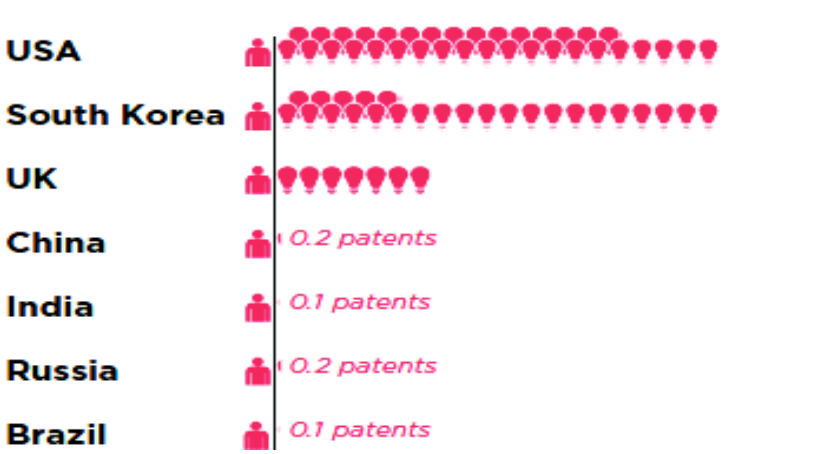 USA
South Korea
UK
China 0.2 patents
India 0.1 patents
Russia 0.2 patents
Brazil 0.1 patents